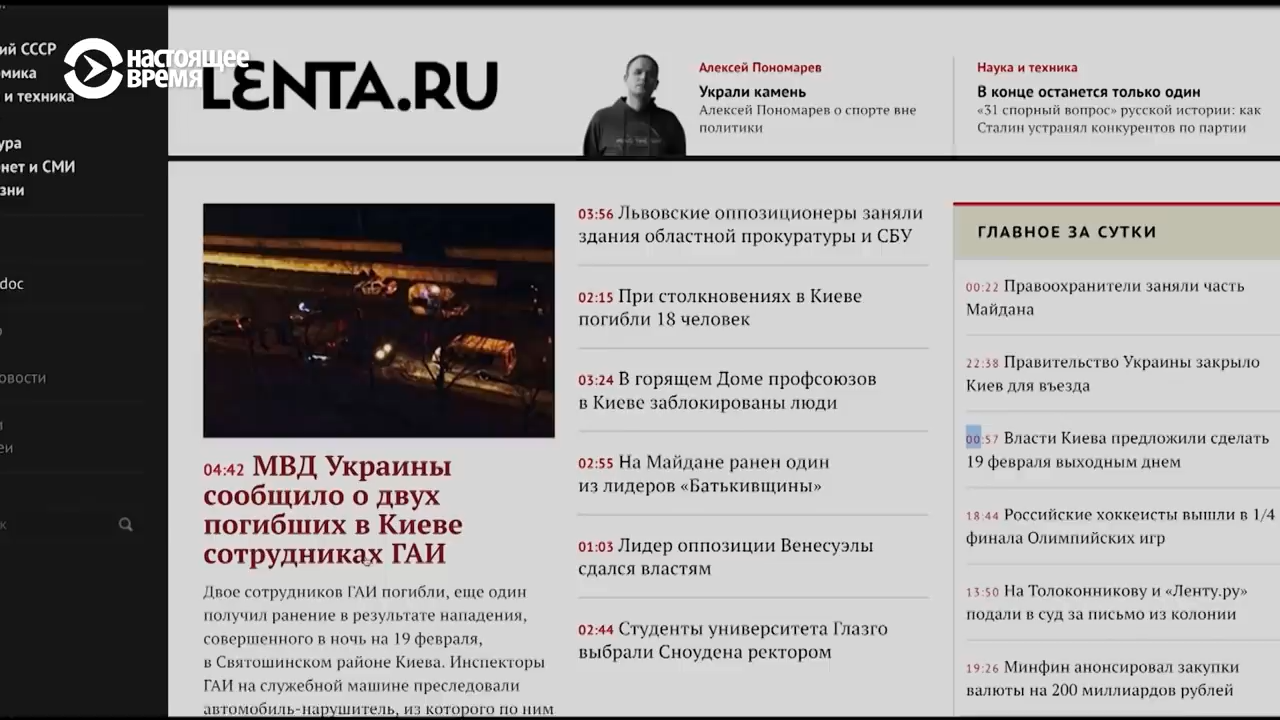 ий СССР
мика
и техника
ура
нет и СМИ
зни
doc
овости
еи
к
НАСТОЯЩЕЕ
ВРЕМЯ
LENTA.RU
Алексей Пономарев
Украли камень
Алексей Пономарев о спорте вне
политики
Наука и техника
В конце останется только один
«31 спорный вопрос» русской истории: как
Сталин устранял конкурентов по партии
04:42 МВД Украины
сообщило о двух
погибших в Киеве
сотрудниках ГАИ
Двое сотрудников ГАИ погибли, еще один
получил ранение в результате нападения,
совершенного в ночь на 19 февраля,
в Святошинском районе Киева. Инспекторы
ГАИ на служебной машине преследовали
автомобиль-нарушитель, из которого по ним
03:56 Львовские оппозиционеры заняли
здания областной прокуратуры и СБУ
02:15 При столкновениях в Киеве
погибли 18 человек
03:24 В горящем Доме профсоюзов
в Киеве заблокированы люди
02:55 На Майдане ранен один
из лидеров «Батькивщины»
01:03 Лидер оппозиции Венесуэлы
сдался властям
02:44 Студенты университета Глазго
выбрали Сноудена ректором
ГЛАВНОЕ ЗА СУТКИ
00:22 Правоохранители заняли часть
Майдана
22:38 Правительство Украины закрыло
Киев для въезда
00:57 Власти Киева предложили сделать
19 февраля выходным днем
18:44 Российские хоккеисты вышли в 1/4
финала Олимпийских игр
13:50 На Толоконникову и «Ленту.ру»
подали в суд за письмо из колонии
19:26 Минфин анонсировал закупки
валюты на 200 миллиардов рублей